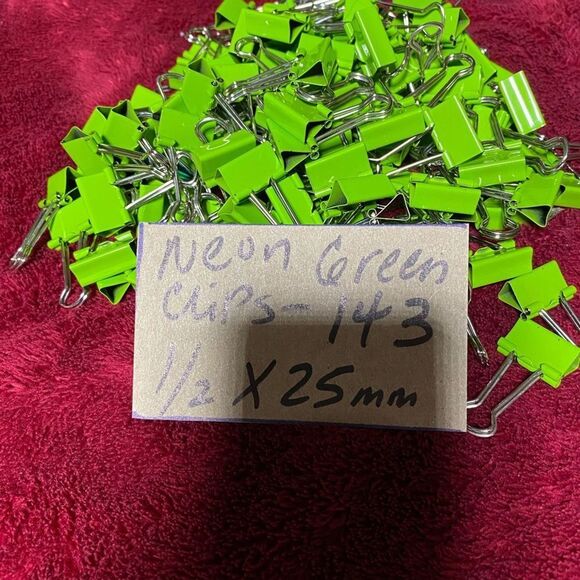 Neon Green
Clips - 143
1/2 X 25mm